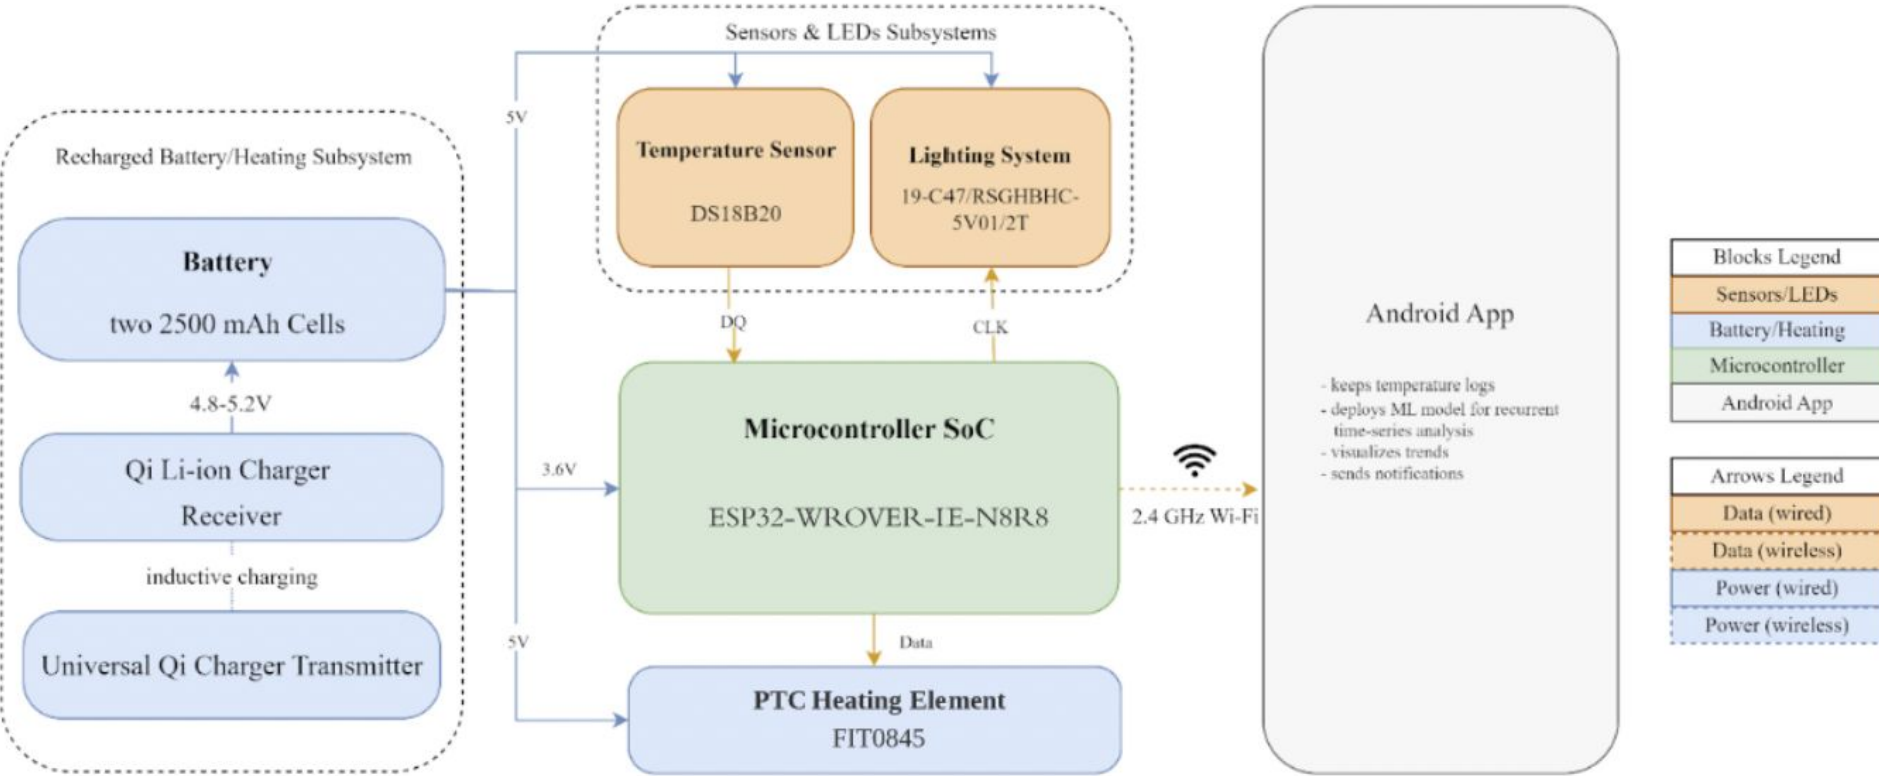 Sensors & LEDs Subsystems
5V
Temperature Sensor
DS18B20
Lighting System
19-C47/RSGHBHC-
5V01/2T
Recharged Battery/Heating Subsystem
Battery
two 2500 mAh Cells
4.8-5.2V
Qi Li-ion Charger
Receiver
inductive charging
Universal Qi Charger Transmitter
DQ
CLK
3.6V
Microcontroller SoC
ESP32-WROVER-IE-N8R8
2.4 GHz Wi-Fi
5V
Data
PTC Heating Element
FIT0845
Android App
- keeps temperature logs
- deploys ML model for recurrent
time-series analysis
- visualizes trends
- sends notifications
Blocks Legend
Sensors/LEDs
Battery/Heating
Microcontroller
Android App
Arrows Legend
Data (wired)
Data (wireless)
Power (wired)
Power (wireless)